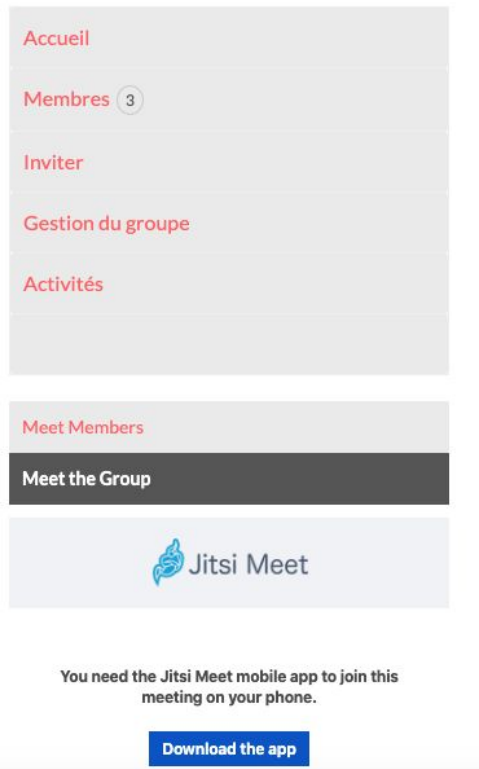 Accueil
Membres 3
Inviter
Gestion du groupe
Activités
Meet Members
Meet the Group
Jitsi Meet
You need the Jitsi Meet mobile app to join this
meeting on your phone.
Download the app